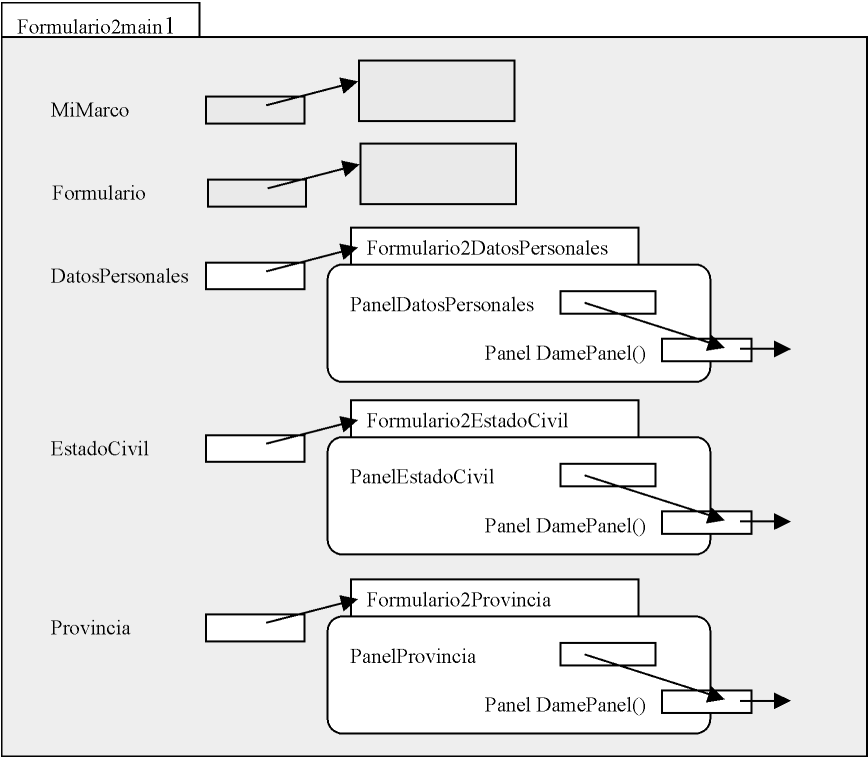 Formulario2main1
MiMarco
Formulario
Formulario2DatosPersonales
DatosPersonales
PanelDatosPersonales
Panel DamePanel()
Formulario2EstadoCivil
EstadoCivil
PanelEstadoCivil
Panel DamePanel()
Formulario2Provincia
Provincia
PanelProvincia
Panel DamePanel()